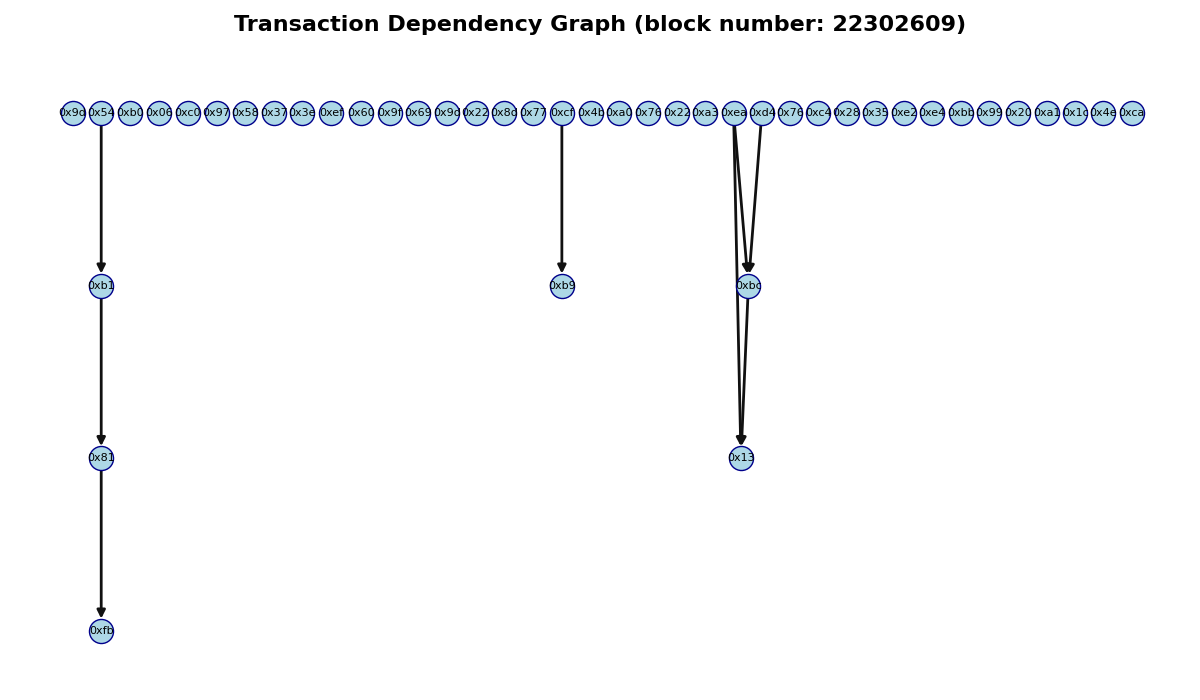 Transaction Dependency Graph (block number: 22302609)
0x9d 0x54 0xb0 0x06 0xc0 0x97 0x58 0x37 0x3e 0xef 0x60 0x9f 0x69 0x9d 0x22 0x8d 0x77 0xcf 0x4b 0xa0 0x76 0x22 0xa3 0xea 0xd4 0x76 0xc4 0x28 0x35 0xe2 0xe4 0xbb 0x99 0x20 0xa1 0x1c 0x4e 0xca
0xb1 0xb9
0x81 0x13
0xfb